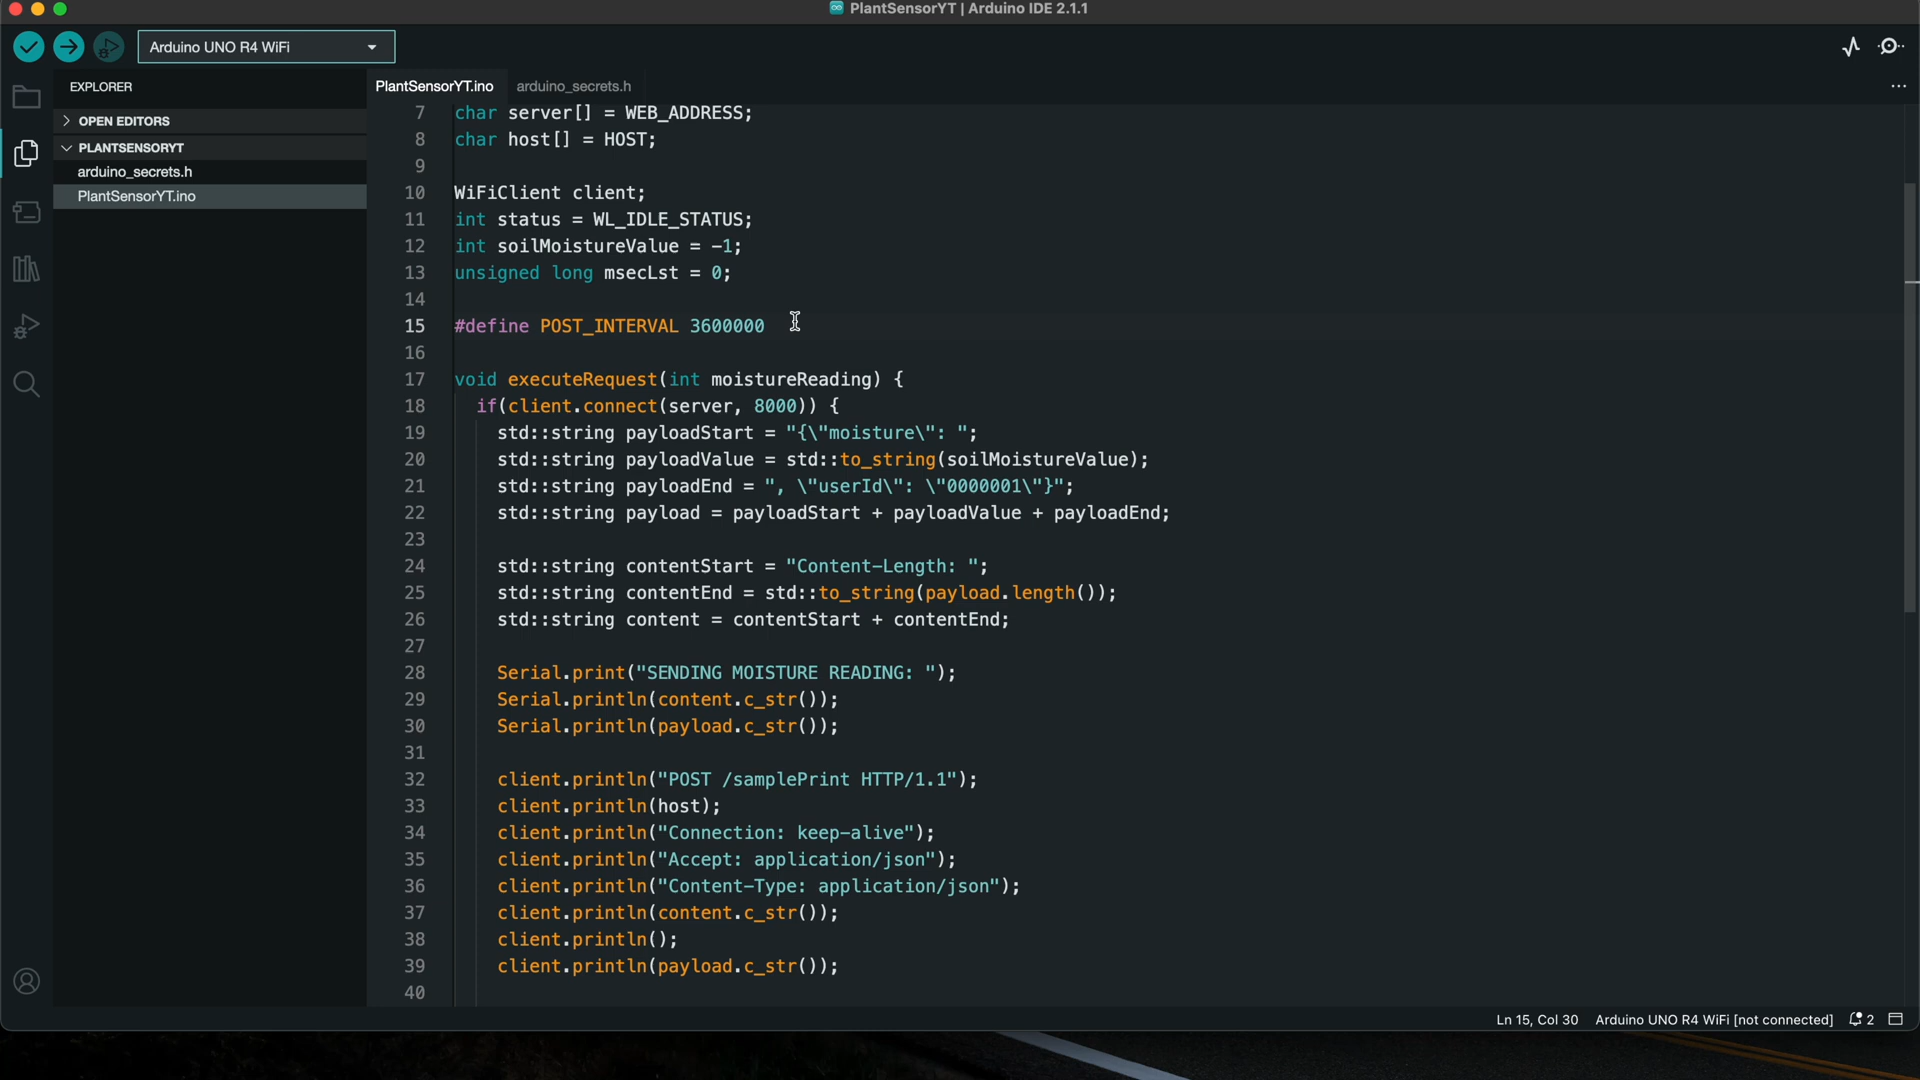 PlantSensorYT | Arduino IDE 2.1.1
Arduino UNO R4 WiFi
EXPLORER
OPEN EDITORS
PLANTSENSORYT
arduino_secrets.h
PlantSensorYT.ino
PlantSensorYT.ino arduino_secrets.h
7 char server[] = WEB_ADDRESS;
8 char host[] = HOST;
9
10 WiFiClient client;
11 int status = WL_IDLE_STATUS;
12 int soilMoistureValue = -1;
13 unsigned long msecLst = 0;
14
15 #define POST_INTERVAL 3600000
16
17 void executeRequest(int moistureReading) {
18 if(client.connect(server, 8000)) {
19 std::string payloadStart = "{\"moisture\": ";
20 std::string payloadValue = std::to_string(soilMoistureValue);
21 std::string payloadEnd = ", \"userId\": \"0000001\"}";
22 std::string payload = payloadStart + payloadValue + payloadEnd;
23
24 std::string contentStart = "Content-Length: ";
25 std::string contentEnd = std::to_string(payload.length());
26 std::string content = contentStart + contentEnd;
27
28 Serial.print("SENDING MOISTURE READING: ");
29 Serial.println(content.c_str());
30 Serial.println(payload.c_str());
31
32 client.println("POST /samplePrint HTTP/1.1");
33 client.println(host);
34 client.println("Connection: keep-alive");
35 client.println("Accept: application/json");
36 client.println("Content-Type: application/json");
37 client.println(content.c_str());
38 client.println();
39 client.println(payload.c_str());
40
Ln 15, Col 30 Arduino UNO R4 WiFi [not connected] 2